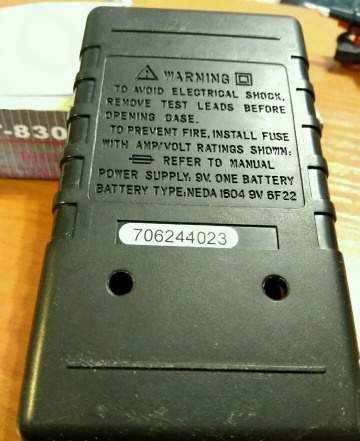 WARNING
TO AVOID ELECTRICAL SHOCK,
REMOVE TEST LEADS BEFORE
OPENING CASE.
TO PREVENT FIRE, INSTALL FUSE
WITH AMP/VOLT RATINGS SHOWN:
REFER TO MANUAL
POWER SUPPLY: 9V. ONE BATTERY
BATTERY TYPE: NEDA 1604 9V 6F22
706244023
-830